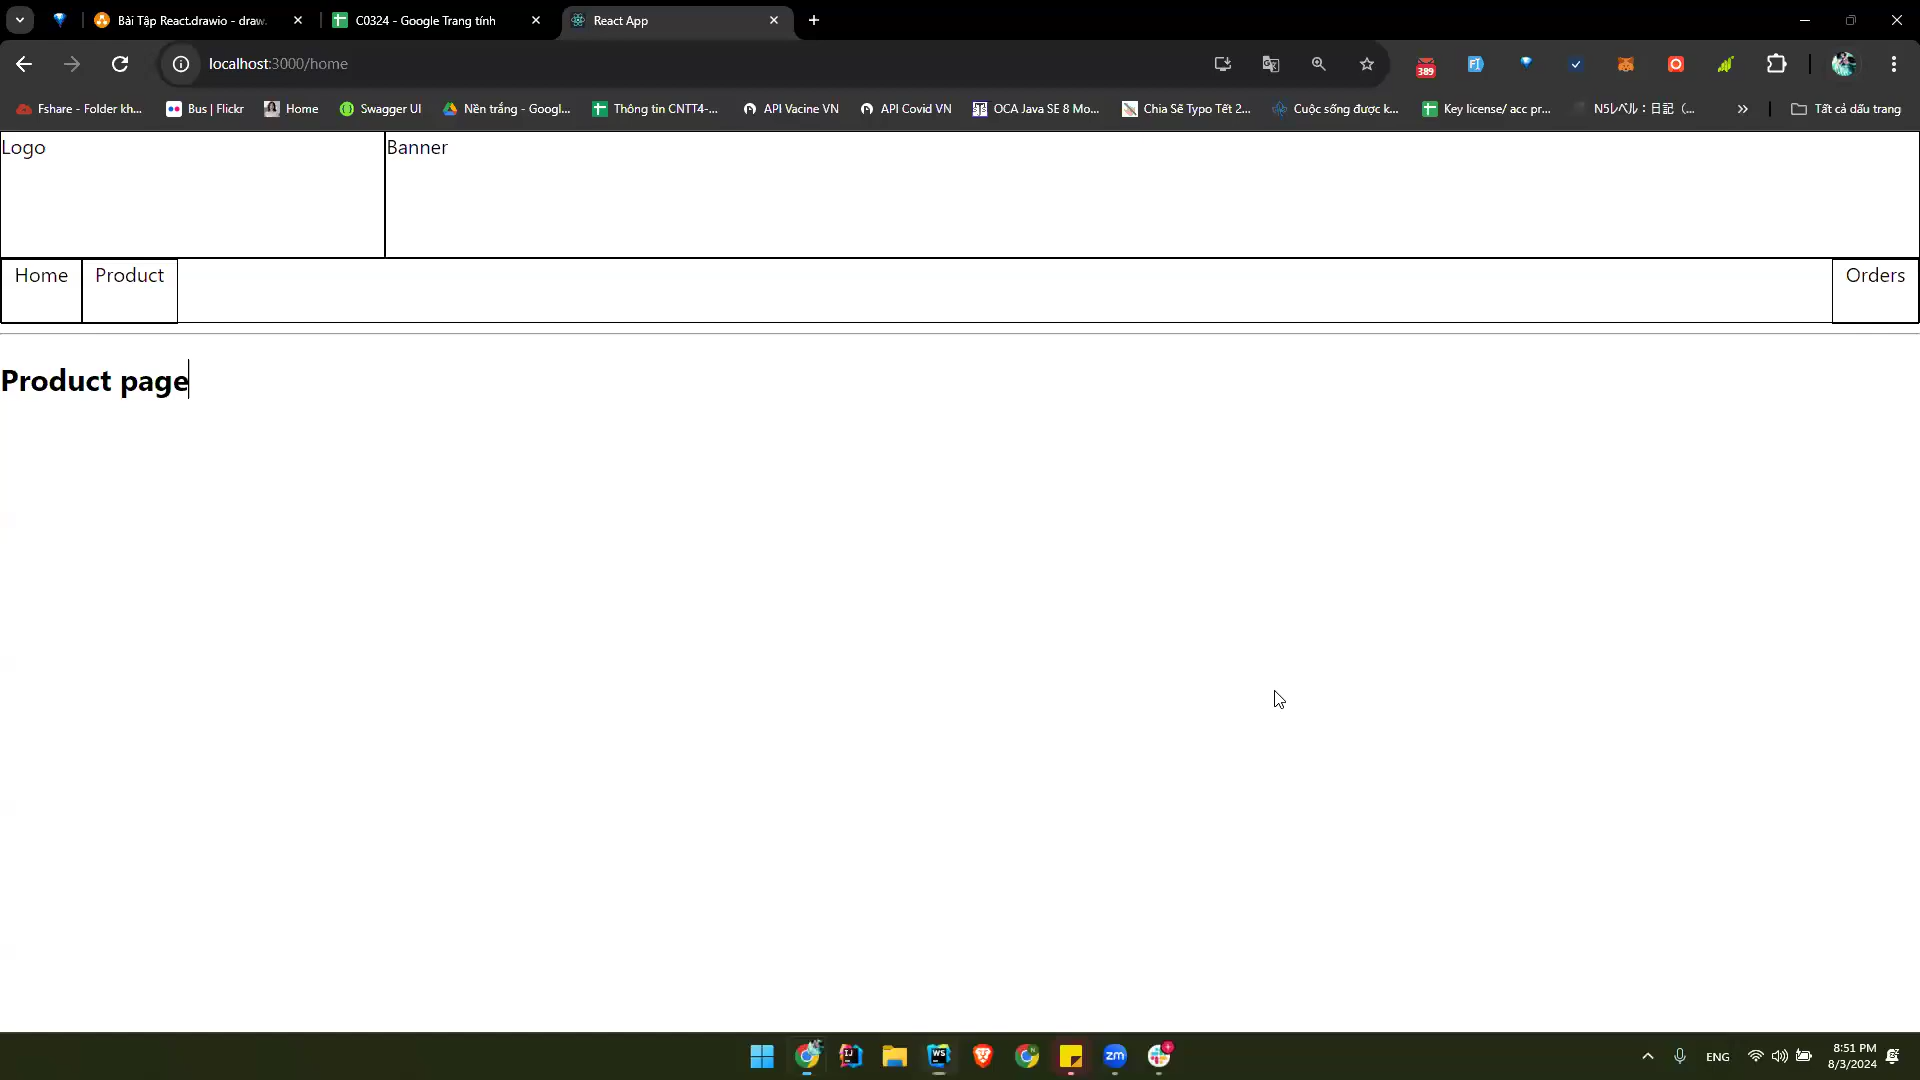 Bài Tập React.drawio - draw.
C0324 - Google Trang tính
React App
localhost:3000/home
389
Fshare - Folder kh...
Bus | Flickr
Home
Swagger UI
Nền trắng - Googl...
Thông tin CNTT4-...
API Vacine VN
API Covid VN
OCA Java SE 8 Mo...
Chia Sẽ Typo Tết 2...
Cuộc sống được k...
Key license/ acc pr...
N5レベル：日記（...
Tất cả dấu trang
Logo
Banner
Home
Product
Orders
Product page
ENG
8:51 PM
8/3/2024